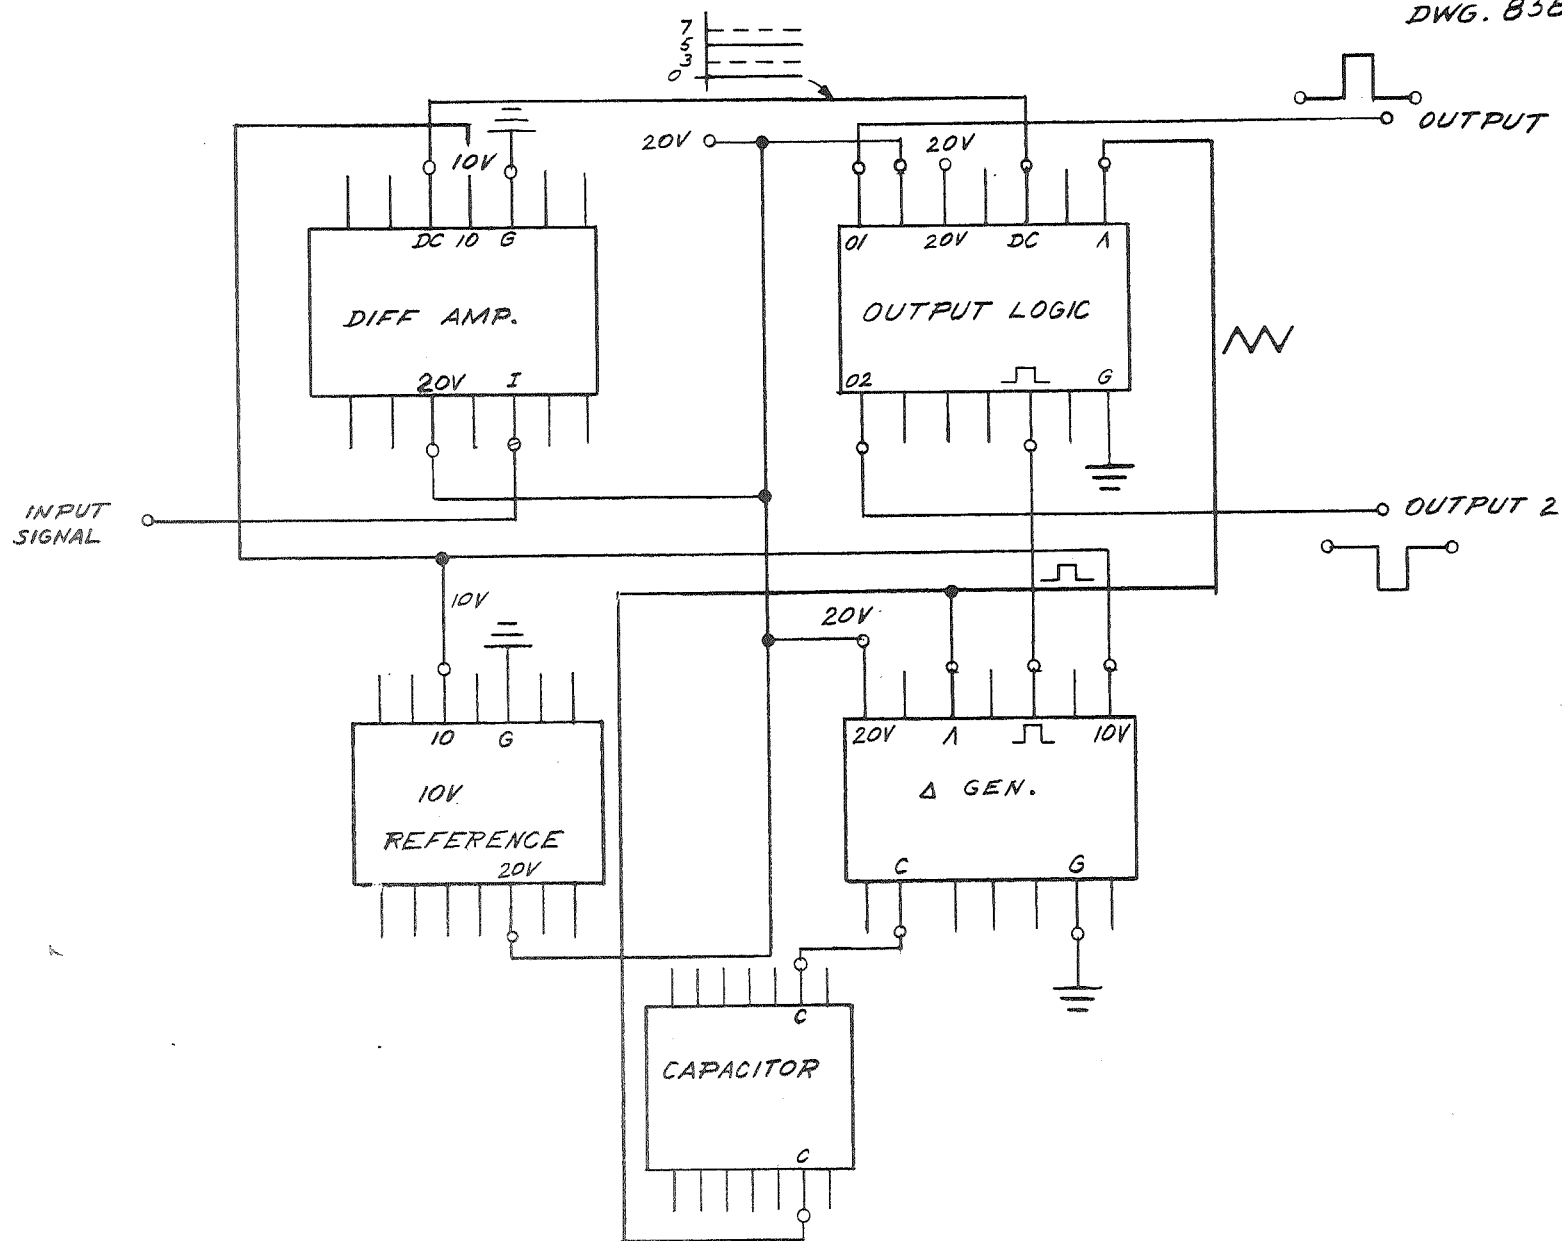 DWG. 838
7
5
3
0
OUTPUT
20V
20V
10V
DC 10 G
01 20V DC Λ
DIFF AMP.
OUTPUT LOGIC
20V I
02 G
INPUT
SIGNAL
OUTPUT 2
10V
20V
10 G
20V Λ 10V
10V
REFERENCE
20V
Δ GEN.
C G
C
CAPACITOR
C